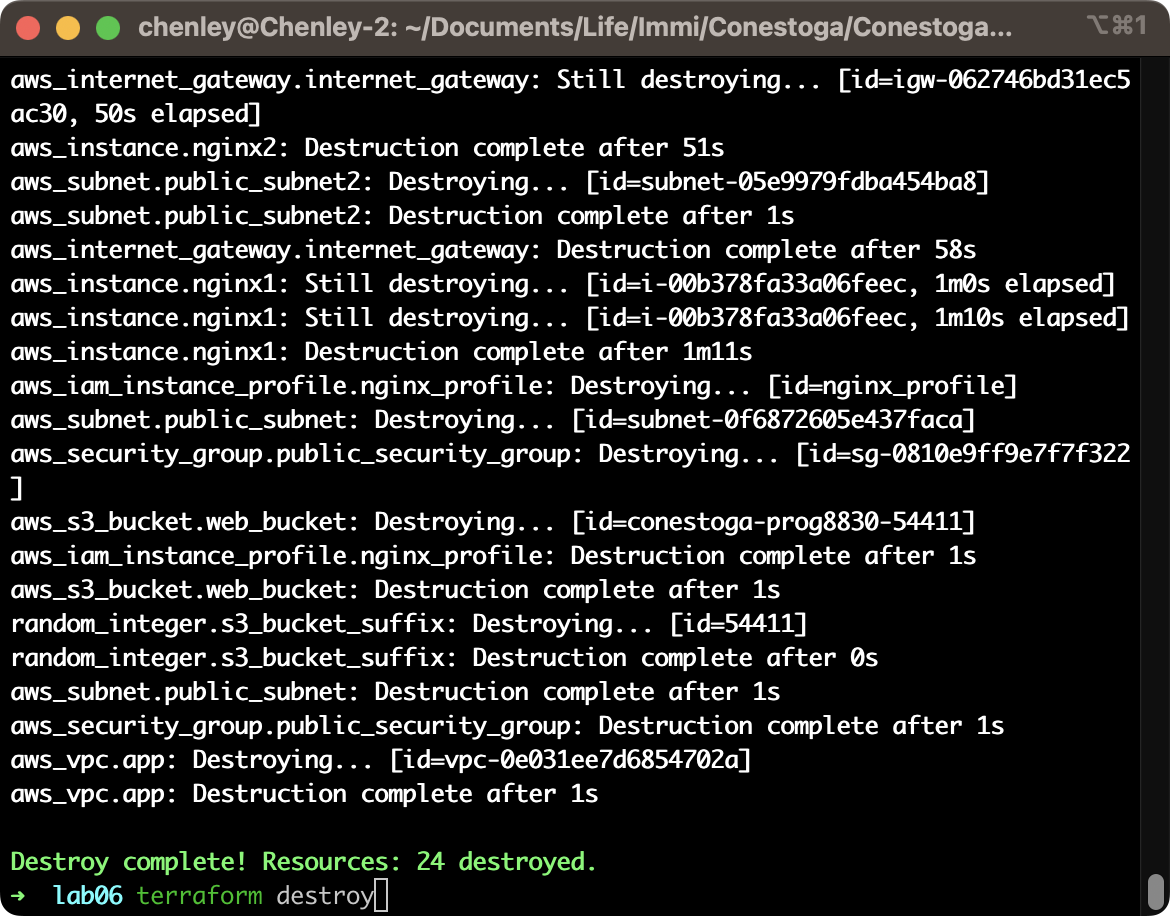 chenley@Chenley-2: ~/Documents/Life/Immi/Conestoga/Conestoga... ⌥⌘1
aws_internet_gateway.internet_gateway: Still destroying... [id=igw-062746bd31ec5
ac30, 50s elapsed]
aws_instance.nginx2: Destruction complete after 51s
aws_subnet.public_subnet2: Destroying... [id=subnet-05e9979fdba454ba8]
aws_subnet.public_subnet2: Destruction complete after 1s
aws_internet_gateway.internet_gateway: Destruction complete after 58s
aws_instance.nginx1: Still destroying... [id=i-00b378fa33a06feec, 1m0s elapsed]
aws_instance.nginx1: Still destroying... [id=i-00b378fa33a06feec, 1m10s elapsed]
aws_instance.nginx1: Destruction complete after 1m11s
aws_iam_instance_profile.nginx_profile: Destroying... [id=nginx_profile]
aws_subnet.public_subnet: Destroying... [id=subnet-0f6872605e437faca]
aws_security_group.public_security_group: Destroying... [id=sg-0810e9ff9e7f7f322
]
aws_s3_bucket.web_bucket: Destroying... [id=conestoga-prog8830-54411]
aws_iam_instance_profile.nginx_profile: Destruction complete after 1s
aws_s3_bucket.web_bucket: Destruction complete after 1s
random_integer.s3_bucket_suffix: Destroying... [id=54411]
random_integer.s3_bucket_suffix: Destruction complete after 0s
aws_subnet.public_subnet: Destruction complete after 1s
aws_security_group.public_security_group: Destruction complete after 1s
aws_vpc.app: Destroying... [id=vpc-0e031ee7d6854702a]
aws_vpc.app: Destruction complete after 1s
Destroy complete! Resources: 24 destroyed.
➜ lab06 terraform destroy